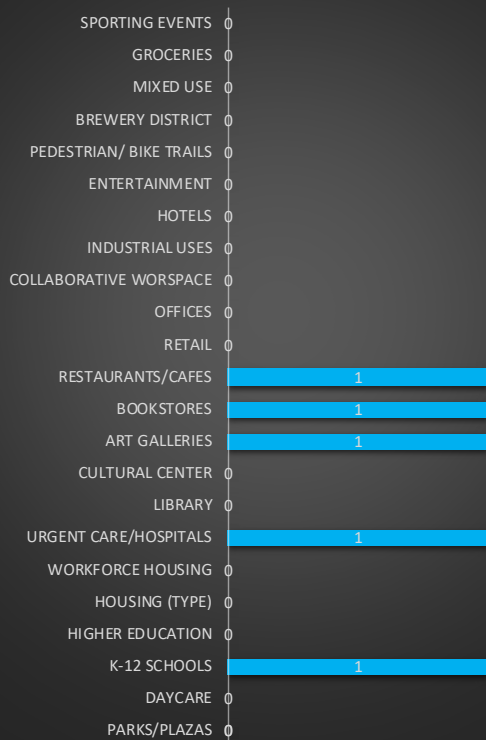 SPORTING EVENTS 0
GROCERIES 0
MIXED USE 0
BREWERY DISTRICT 0
PEDESTRIAN/ BIKE TRAILS 0
ENTERTAINMENT 0
HOTELS 0
INDUSTRIAL USES 0
COLLABORATIVE WORSPACE 0
OFFICES 0
RETAIL 0
RESTAURANTS/CAFES 1
BOOKSTORES 1
ART GALLERIES 1
CULTURAL CENTER 0
LIBRARY 0
URGENT CARE/HOSPITALS 1
WORKFORCE HOUSING 0
HOUSING (TYPE) 0
HIGHER EDUCATION 0
K-12 SCHOOLS 1
DAYCARE 0
PARKS/PLAZAS 0